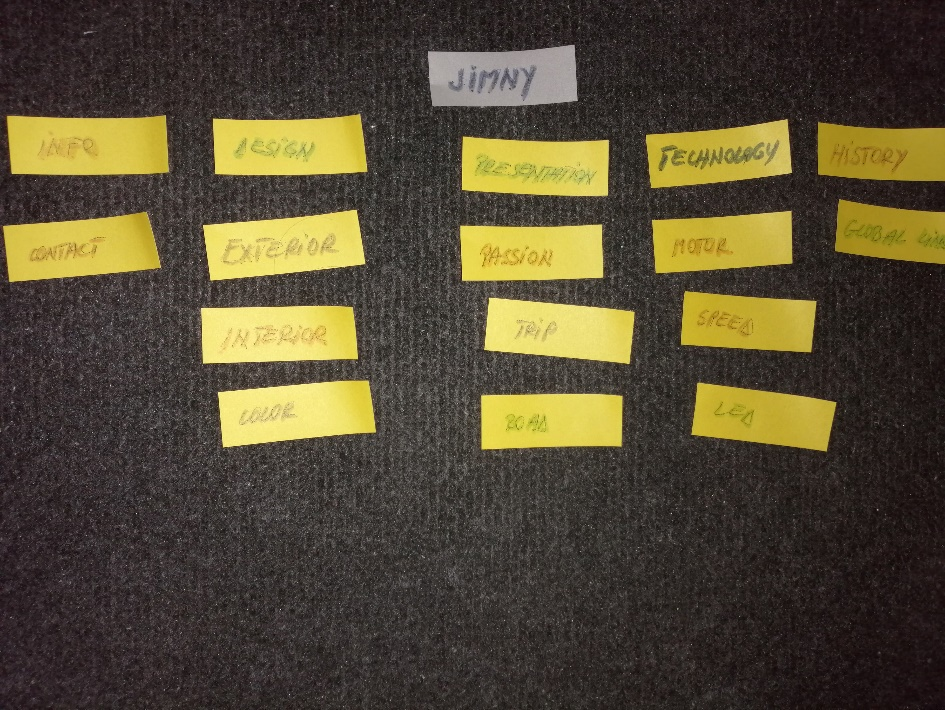 JiMNY
iNFO
DESiGN
PRESENTATiON
TECHNOLOGY
HiSTORY
CONTACT
EXTERiOR
PASSiON
MOTOR
GLOBAL
INTERiOR
TRiP
SPEED
COLOR
ROAD
LED